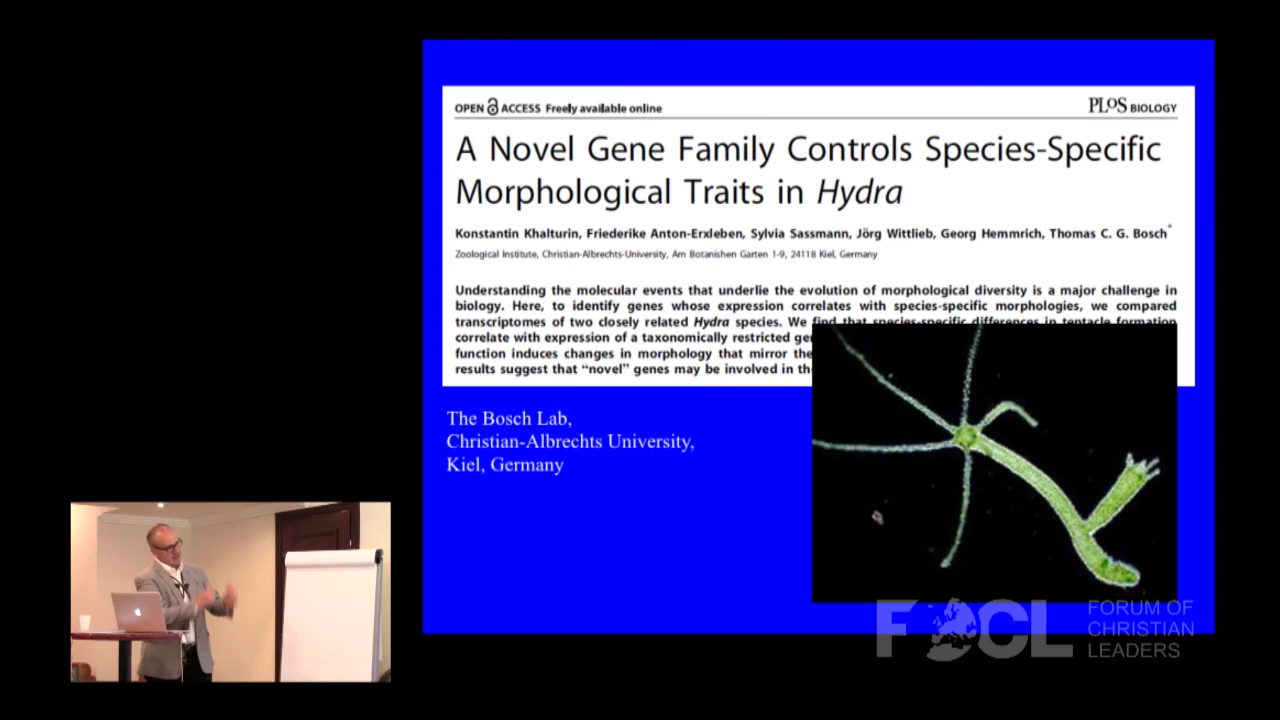 OPEN ACCESS Freely available online
PLoS BIOLOGY
A Novel Gene Family Controls Species-Specific
Morphological Traits in Hydra
Konstantin Khalturin, Friederike Anton-Erxleben, Sylvia Sassmann, Jörg Wittlieb, Georg Hemmrich, Thomas C. G. Bosch*
Zoological Institute, Christian-Albrechts-University, Am Botanishen Garten 1-9, 24118 Kiel, Germany
Understanding the molecular events that underlie the evolution of morphological diversity is a major challenge in
biology. Here, to identify genes whose expression correlates with species-specific morphologies, we compared
transcriptomes of two closely related Hydra species. We find that species-specific differences in tentacle formation
correlate with expression of a taxonomically restricted
function induces changes in morphology that mirror
results suggest that “novel” genes may be involved in
The Bosch Lab,
Christian-Albrechts University,
Kiel, Germany
FOCL
FORUM OF
CHRISTIAN
LEADERS